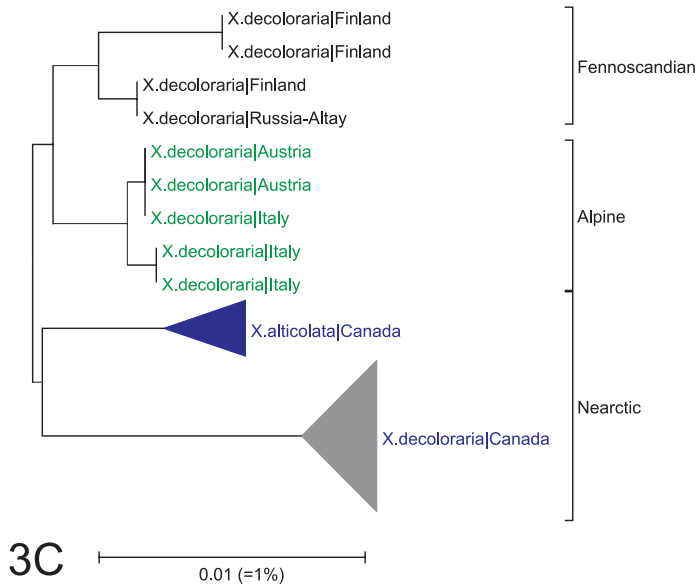 X.decoloraria|Finland
X.decoloraria|Finland
Fennoscandian
X.decoloraria|Finland
X.decoloraria|Russia-Altay
X.decoloraria|Austria
X.decoloraria|Austria
X.decoloraria|Italy
Alpine
X.decoloraria|Italy
X.decoloraria|Italy
X.alticolata|Canada
Nearctic
X.decoloraria|Canada
3C
0.01 (=1%)